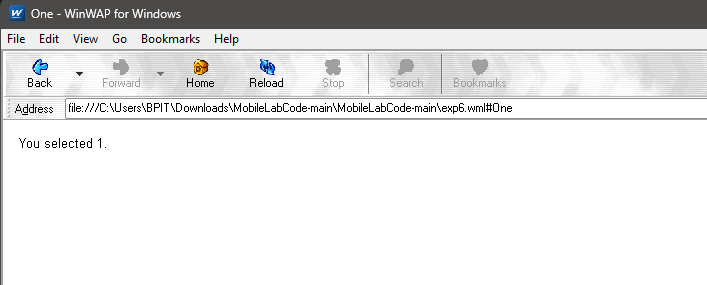 One - WinWAP for Windows
File Edit View Go Bookmarks Help
Back Forward Home Reload Stop Search Bookmarks
Address file:///C:\Users\BPIT\Downloads\MobileLabCode-main\MobileLabCode-main\exp6.wml#One
You selected 1.